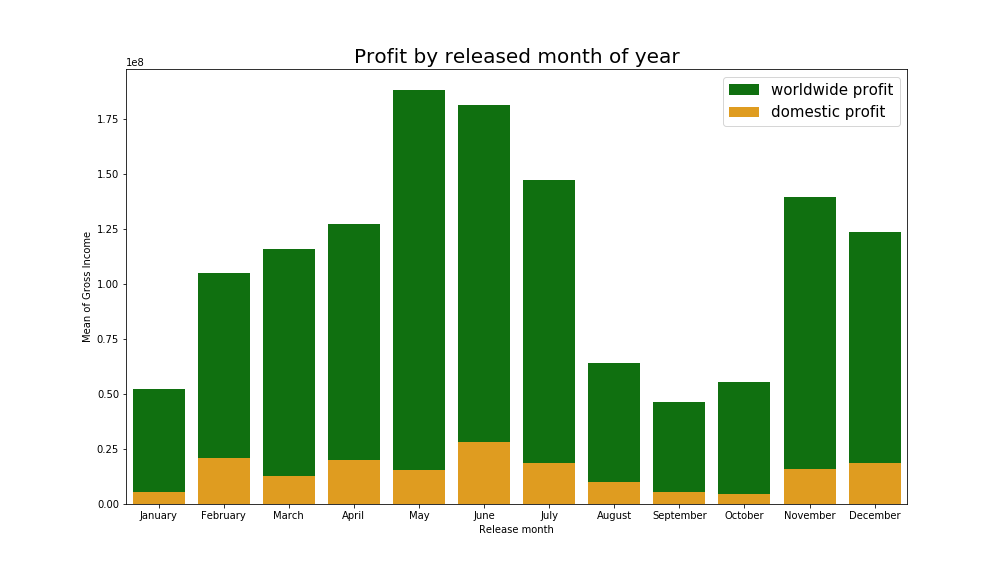 Profit by released month of year
1e8
worldwide profit
domestic profit
1.75
1.50
1.25
1.00
0.75
0.50
0.25
0.00
Mean of Gross Income
January February March April May June July August September October November December
Release month